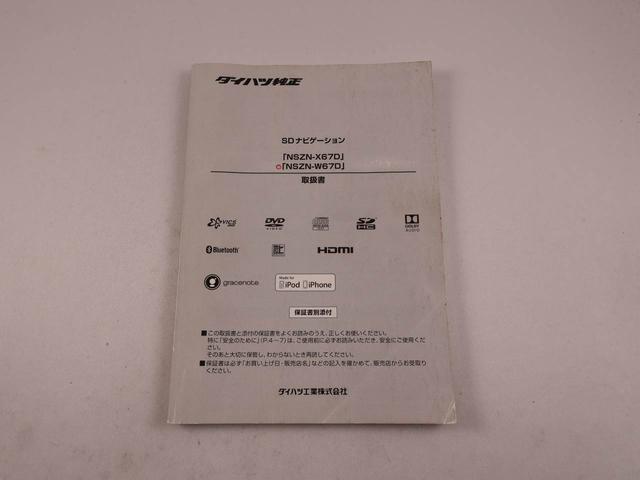 ダイハツ純正
SDナビゲーション
「NSZN-X67D」
「NSZN-W67D」
取扱書
VICS
DVD
VIDEO
SD
HC
DOLBY
AUDIO
Bluetooth
HDMI
gracenote
Made for
iPod iPhone
保証書別添付
■この取扱書と添付の保証書をよくお読みのうえ、正しくお使いください。
特に「安全のために」(P.4〜7)は、ご使用前に必ずお読みいただき、安全にご使用くだ
さい。
そのあと大切に保管し、わからないとき再読してください。
■保証書は必ず「お買い上げ日・販売店名」などの記入を確かめて、販売店からお受取り
ください。
ダイハツ工業株式会社